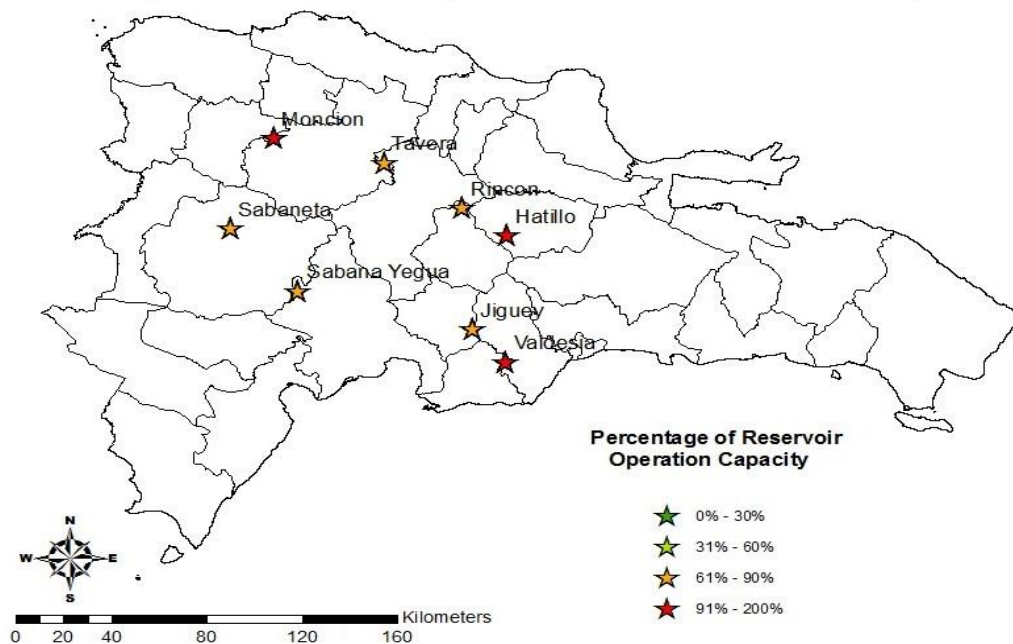 Moncion
Tavera
Rincon
Sabaneta
Hatillo
Sabana Yegua
Jiguey
Valdesia
Percentage of Reservoir
Operation Capacity
0% - 30%
31% - 60%
61% - 90%
91% - 200%
N
W E
S
Kilometers
0 20 40 80 120 160